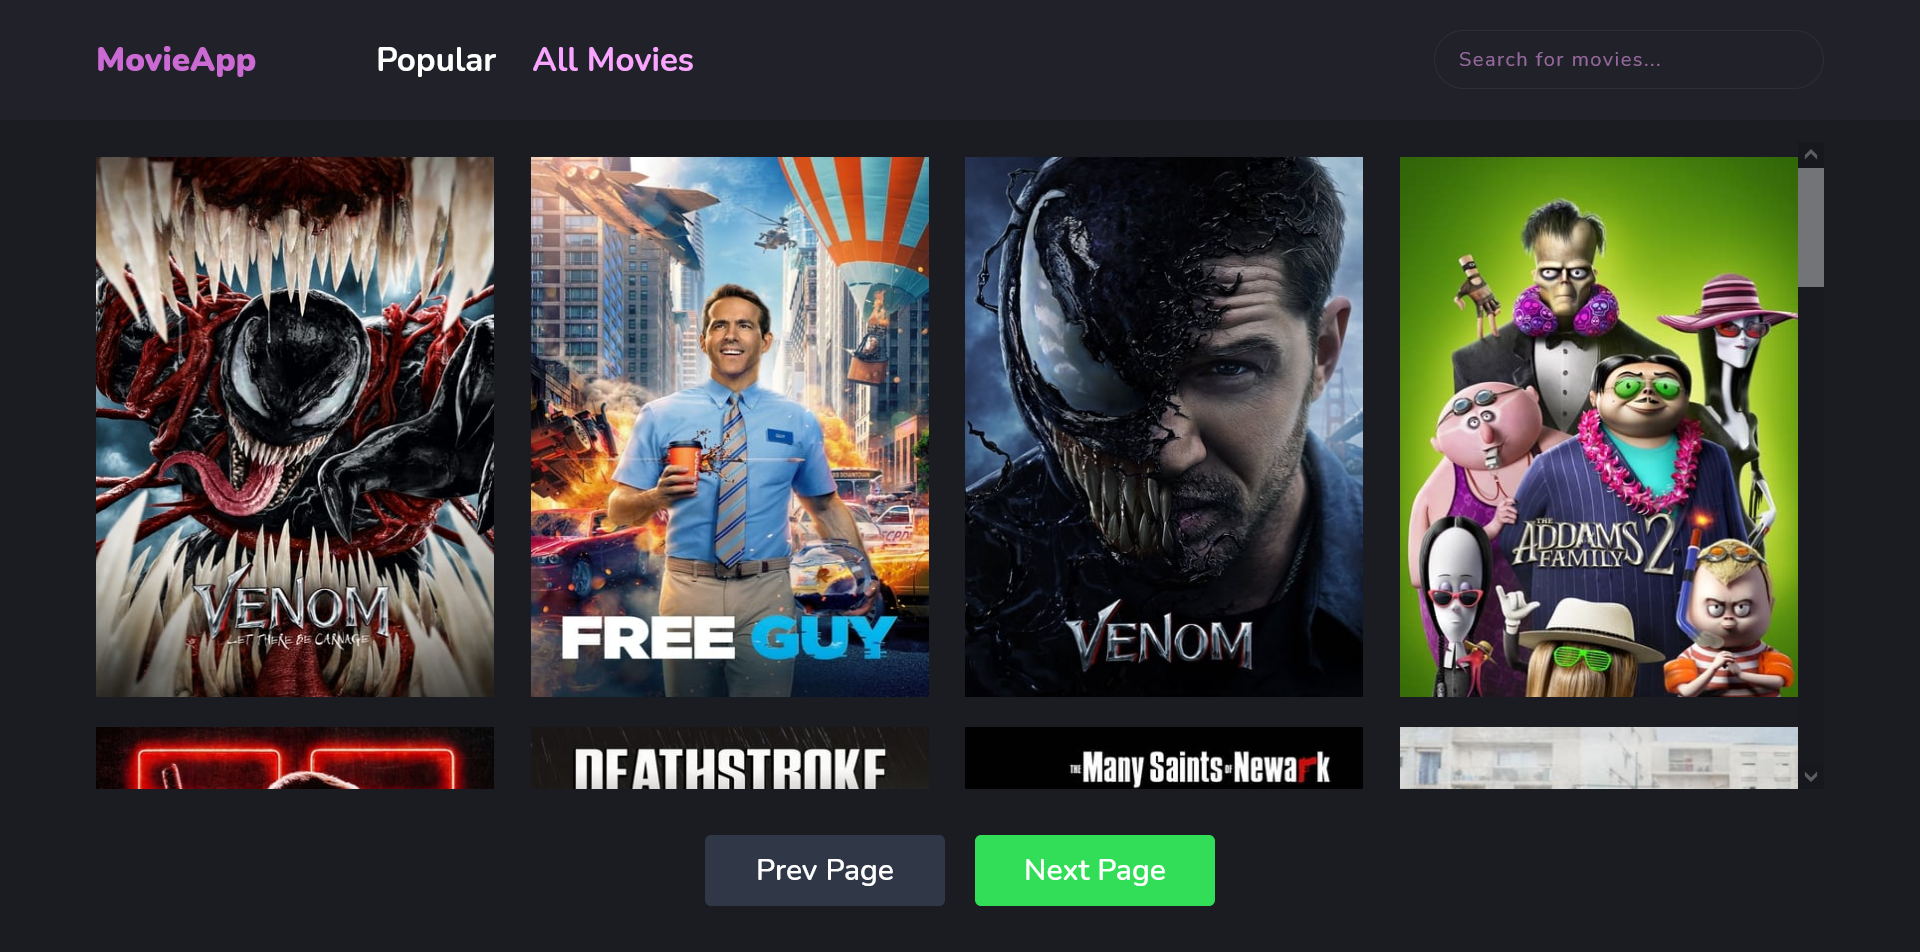 MovieApp Popular All Movies Search for movies...
VENOM
LET THERE BE CARNAGE
GUY
FREE GUY
VENOM
THE
ADDAMS
FAMILY 2
DEATHSTROKE
THE Many Saints OF Newark
Prev Page Next Page